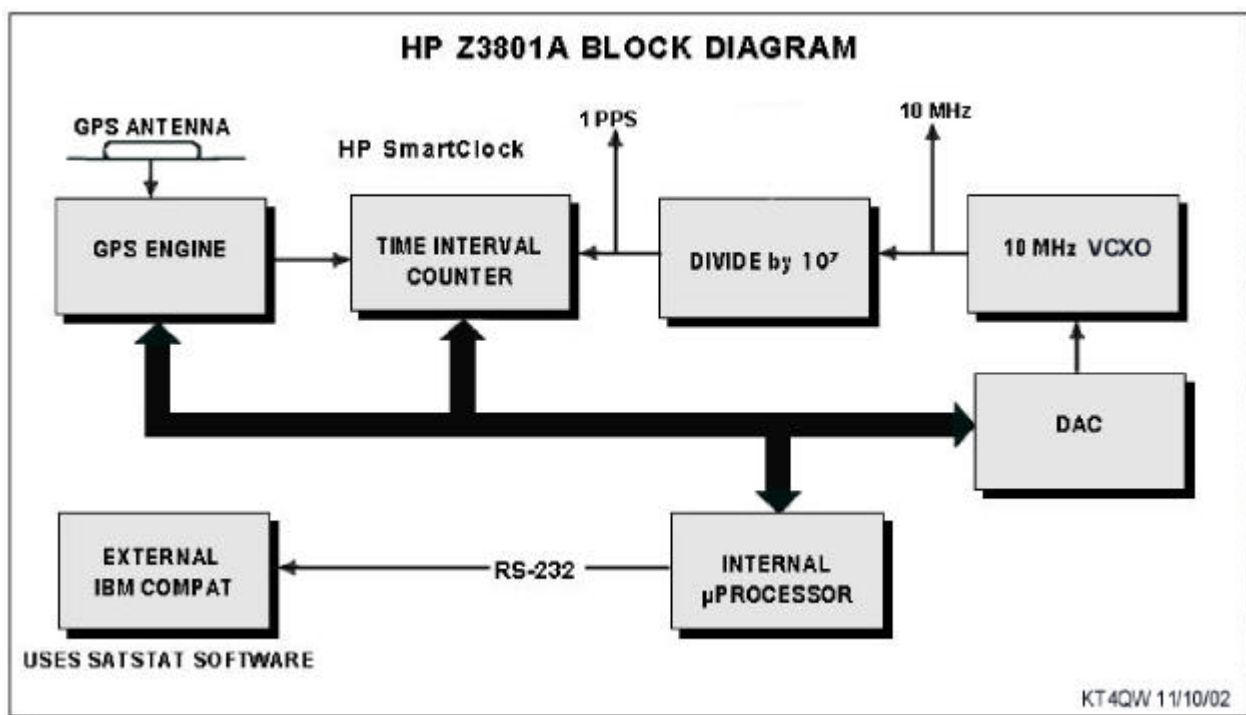 HP Z3801A BLOCK DIAGRAM
GPS ANTENNA
HP SmartClock
1 PPS
10 MHz
GPS ENGINE
TIME INTERVAL
COUNTER
DIVIDE by 10⁷
10 MHz VCXO
DAC
EXTERNAL
IBM COMPAT
RS-232
INTERNAL
µPROCESSOR
USES SATSTAT SOFTWARE
KT4QW 11/10/02